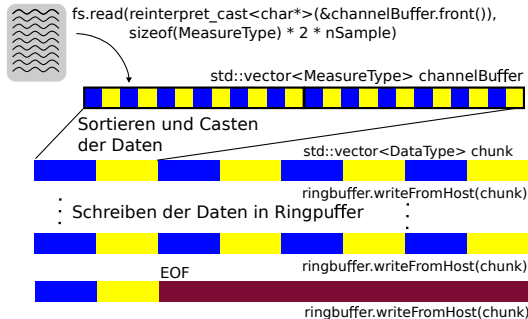 fs.read(reinterpret_cast<char*>(&channelBuffer.front()),
sizeof(MeasureType) * 2 * nSample)
std::vector<MeasureType> channelBuffer
Sortieren und Casten
der Daten
std::vector<DataType> chunk
ringbuffer.writeFromHost(chunk)
Schreiben der Daten in Ringpuffer
ringbuffer.writeFromHost(chunk)
EOF
ringbuffer.writeFromHost(chunk)